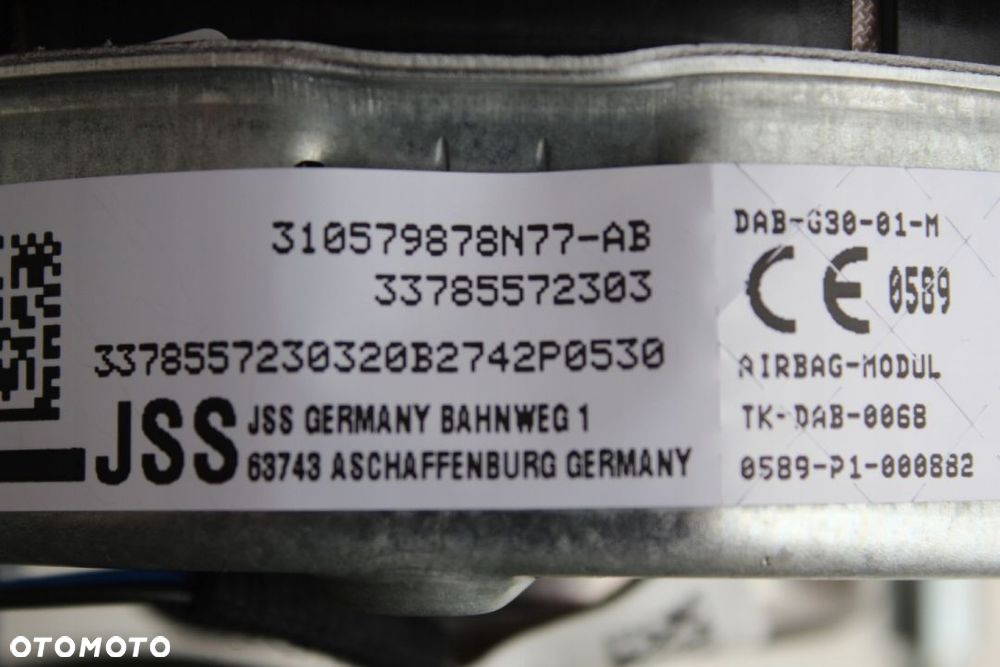 310579878N77-AB
33785572303
3378557230320B2742P0530
JSS
JSS GERMANY BAHNWEG 1
63743 ASCHAFFENBURG GERMANY
DAB-G30-01-M
CE 0589
AIRBAG-MODUL
TK-DAB-0068
0589-P1-000882
OTOMOTO